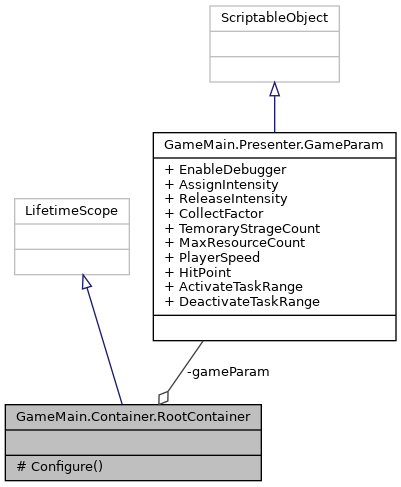 ScriptableObject
GameMain.Presenter.GameParam
+ EnableDebugger
+ AssignIntensity
+ ReleaseIntensity
+ CollectFactor
+ TemoraryStrageCount
+ MaxResourceCount
+ PlayerSpeed
+ HitPoint
+ ActivateTaskRange
+ DeactivateTaskRange
LifetimeScope
-gameParam
GameMain.Container.RootContainer
# Configure()